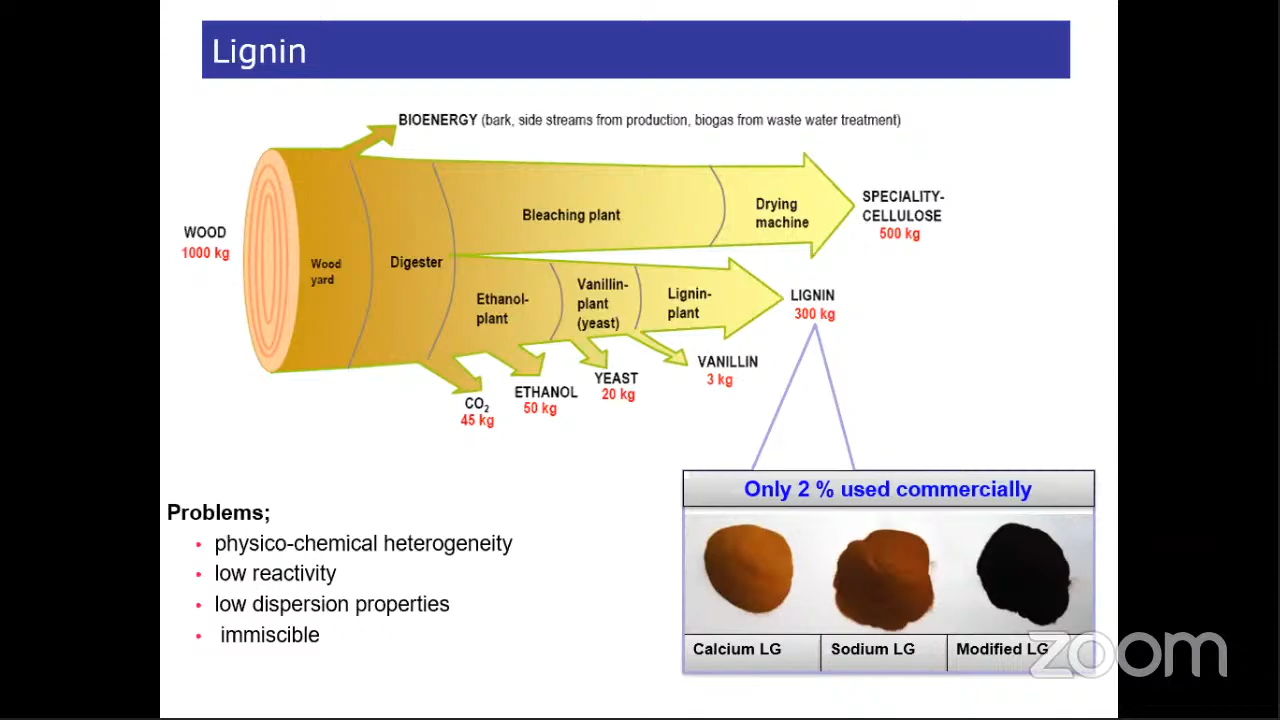 Lignin
BIOENERGY (bark, side streams from production, biogas from waste water treatment)
WOOD
1000 kg
Wood
yard
Digester
Bleaching plant
Drying
machine
SPECIALITY-
CELLULOSE
500 kg
Ethanol-
plant
Vanillin-
plant
(yeast)
Lignin-
plant
LIGNIN
300 kg
CO₂
45 kg
ETHANOL
50 kg
YEAST
20 kg
VANILLIN
3 kg
Problems;
• physico-chemical heterogeneity
• low reactivity
• low dispersion properties
• immiscible
Only 2 % used commercially
Calcium LG
Sodium LG
Modified LG
zoom